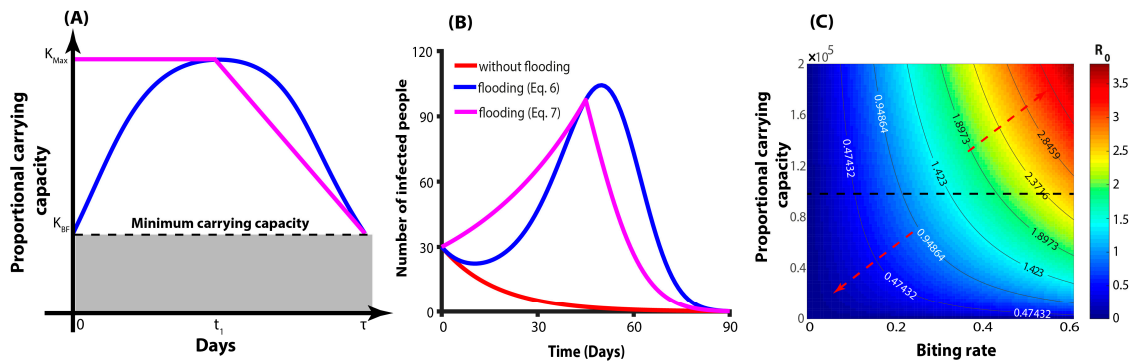 (A)
K_Max
K_BF
Minimum carrying capacity
Proportional carrying
capacity
0
t_1
τ
Days
(B)
120
90
60
30
0
without flooding
flooding (Eq. 6)
flooding (Eq. 7)
Number of infected people
0
30
60
90
Time (Days)
(C)
×10^5
2
1.6
1.2
0.8
0.4
0
Proportional carrying
capacity
0.47432
0.94864
1.423
1.8973
2.3716
2.8459
0.94864
0.47432
1.8973
1.423
0.47432
0
0.2
0.4
0.6
Biting rate
R_0
3.5
3
2.5
2
1.5
1
0.5
0